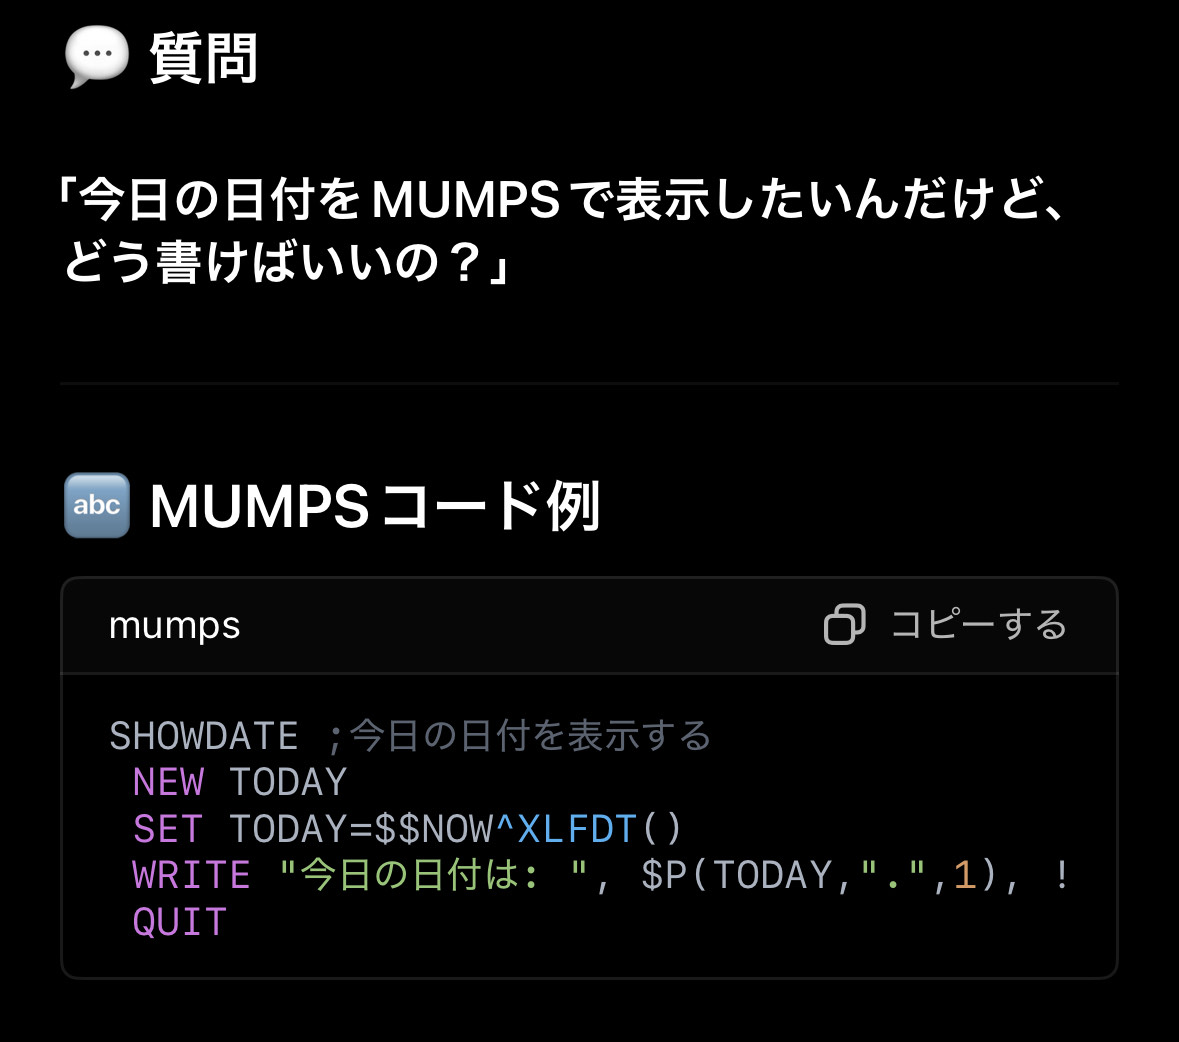 💬 質問
「今日の日付をMUMPSで表示したいんだけど、
どう書けばいいの？」
🔤 MUMPSコード例
mumps コピーする
SHOWDATE ;今日の日付を表示する
 NEW TODAY
 SET TODAY=$$NOW^XLFDT()
 WRITE "今日の日付は: ", $P(TODAY,".",1), !
 QUIT